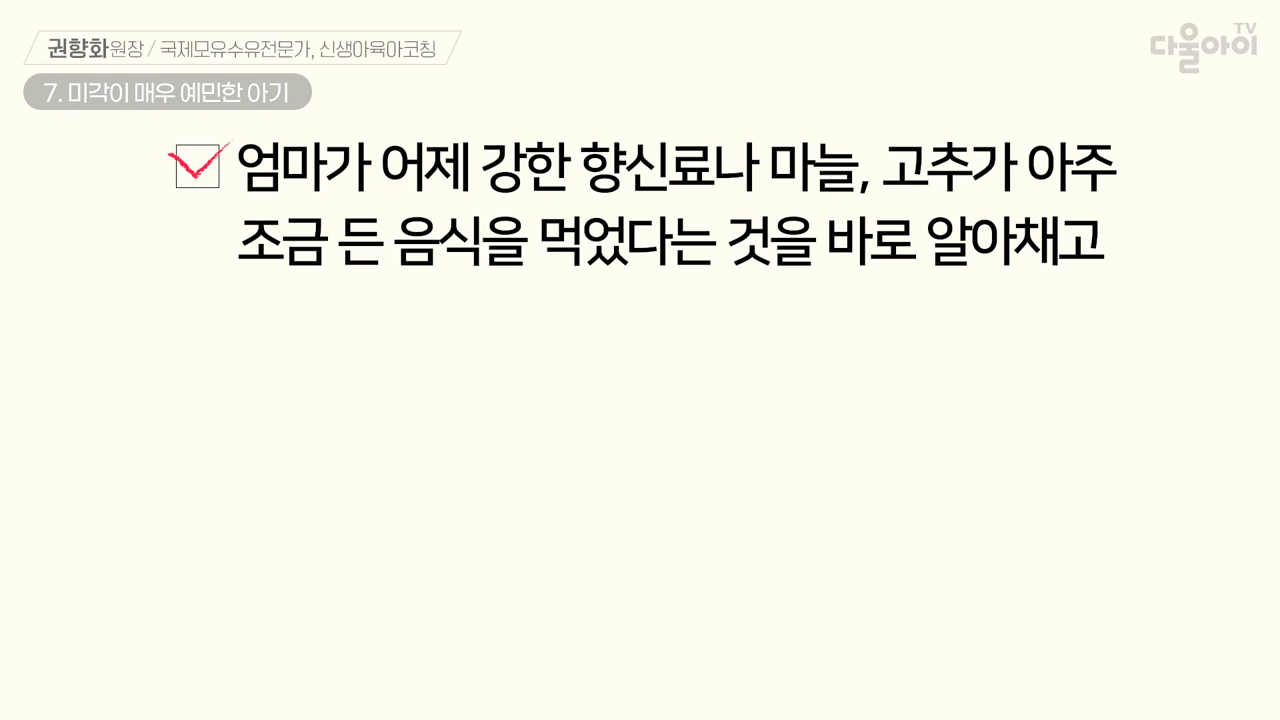 권향화원장 / 국제모유수유전문가, 신생아육아코칭
다울아이TV
7. 미각이 매우 예민한 아기
엄마가 어제 강한 향신료나 마늘, 고추가 아주
조금 든 음식을 먹었다는 것을 바로 알아채고